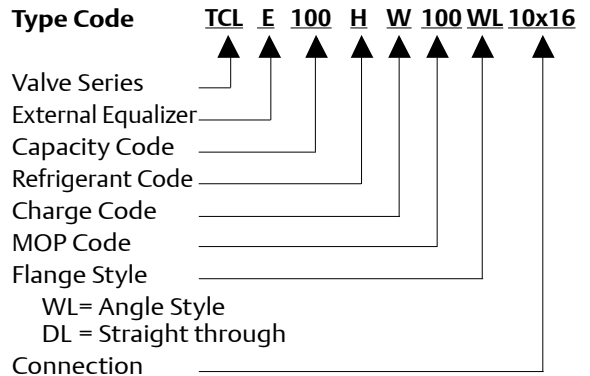 Type Code TCL E 100 H W 100 WL 10x16
Valve Series
External Equalizer
Capacity Code
Refrigerant Code
Charge Code
MOP Code
Flange Style
WL= Angle Style
DL = Straight through
Connection